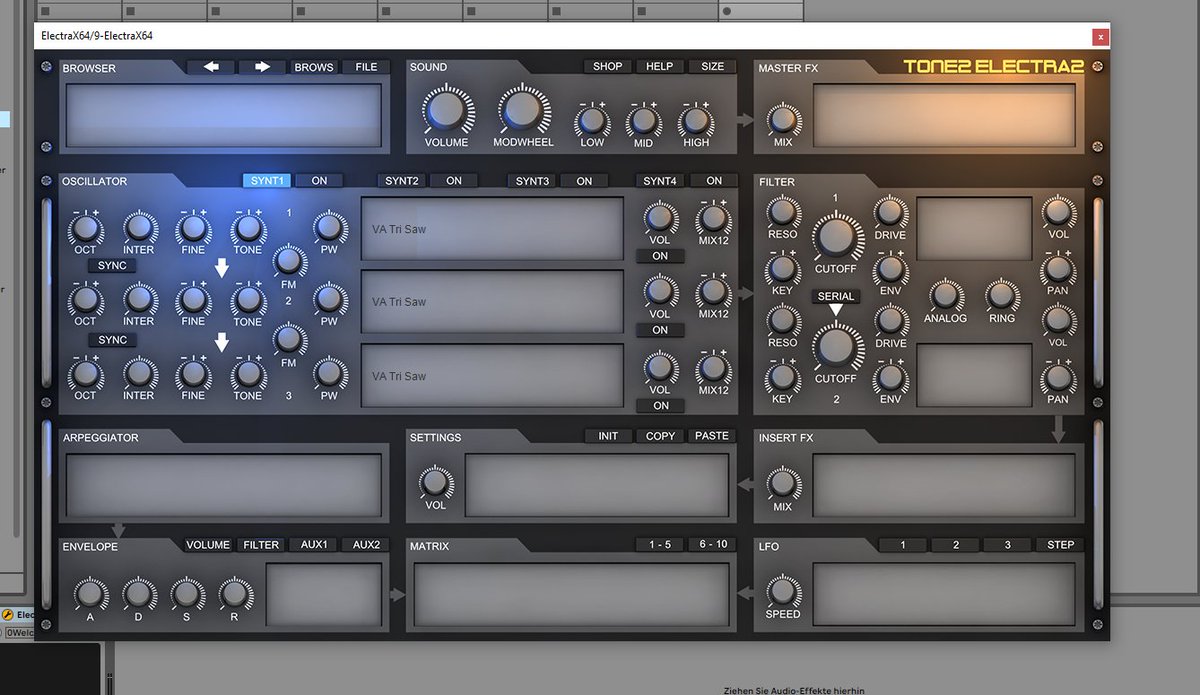 ElectraX64/9-ElectraX64
x
BROWSER BROWS FILE
SOUND SHOP HELP SIZE
VOLUME MODWHEEL LOW MID HIGH
MASTER FX TONE2 ELECTRA2
MIX
OSCILLATOR SYNT1 ON SYNT2 ON SYNT3 ON SYNT4 ON
OCT INTER FINE TONE 1 PW
VA Tri Saw
VOL MIX12
SYNC FM ON
OCT INTER FINE TONE 2 PW
VA Tri Saw
VOL MIX12
SYNC FM ON
OCT INTER FINE TONE 3 PW
VA Tri Saw
VOL MIX12
ON
FILTER
RESO 1 DRIVE VOL
CUTOFF
KEY ENV PAN
SERIAL ANALOG RING
RESO DRIVE VOL
CUTOFF
KEY 2 ENV PAN
ARPEGGIATOR
SETTINGS INIT COPY PASTE
VOL
INSERT FX
MIX
ENVELOPE VOLUME FILTER AUX1 AUX2
A D S R
MATRIX 1 - 5 6 - 10
LFO 1 2 3 STEP
SPEED
Elec
0Welc
Ziehen Sie Audio-Effekte hierhin